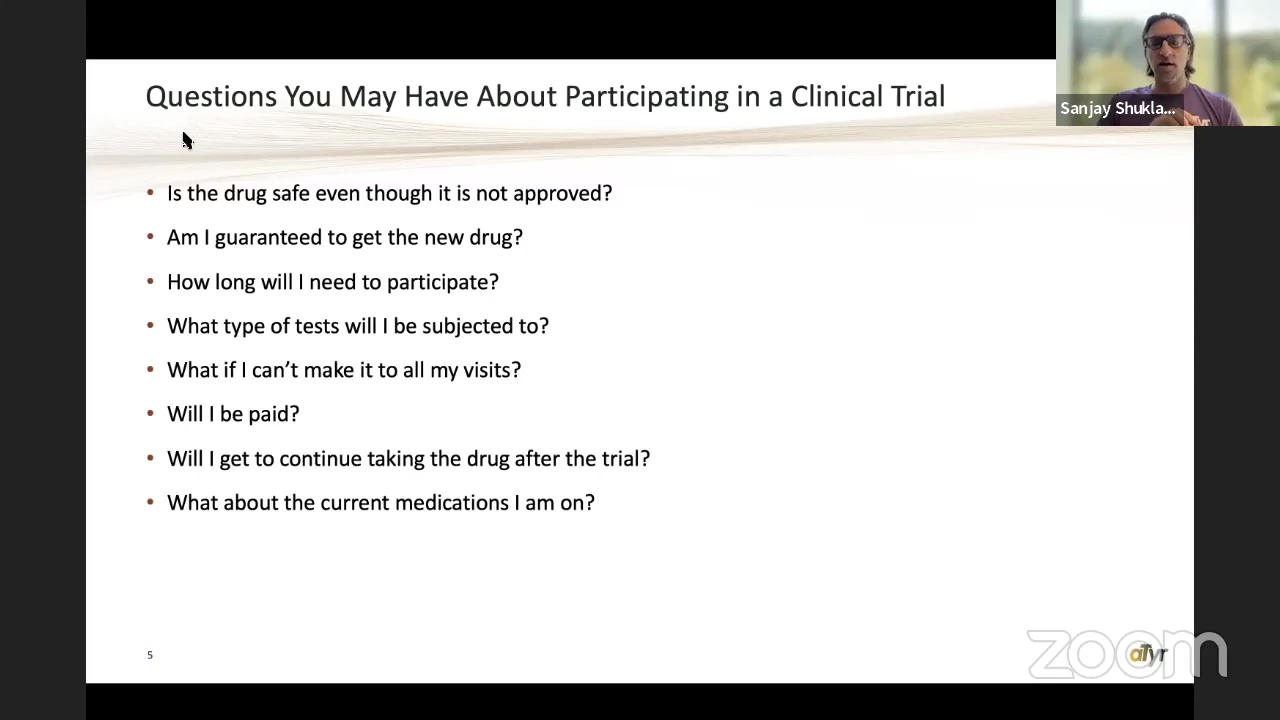 Questions You May Have About Participating in a Clinical Trial
Sanjay Shukla...
• Is the drug safe even though it is not approved?
• Am I guaranteed to get the new drug?
• How long will I need to participate?
• What type of tests will I be subjected to?
• What if I can’t make it to all my visits?
• Will I be paid?
• Will I get to continue taking the drug after the trial?
• What about the current medications I am on?
5
aTyr
zoom